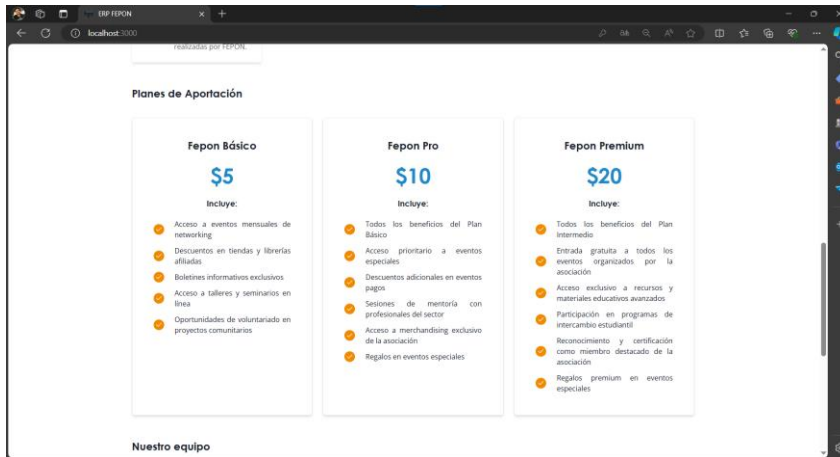 ERP FEPON
localhost:3000
realizadas por FEPON.
Planes de Aportación
Fepon Básico
$5
Incluye:
Acceso a eventos mensuales de
networking
Descuentos en tiendas y librerías
afiliadas
Boletines informativos exclusivos
Acceso a talleres y seminarios en
línea
Oportunidades de voluntariado en
proyectos comunitarios
Fepon Pro
$10
Incluye:
Todos los beneficios del Plan
Básico
Acceso prioritario a eventos
especiales
Descuentos adicionales en eventos
pagos
Sesiones de mentoría con
profesionales del sector
Acceso a merchandising exclusivo
de la asociación
Regalos en eventos especiales
Fepon Premium
$20
Incluye:
Todos los beneficios del Plan
Intermedio
Entrada gratuita a todos los
eventos organizados por la
asociación
Acceso exclusivo a recursos y
materiales educativos avanzados
Participación en programas de
intercambio estudiantil
Reconocimiento y certificación
como miembro destacado de la
asociación
Regalos premium en eventos
especiales
Nuestro equipo